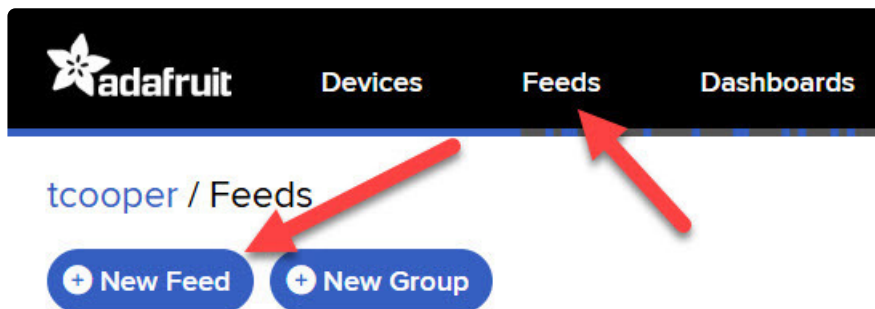 adafruit Devices Feeds Dashboards
tcooper / Feeds
+ New Feed + New Group